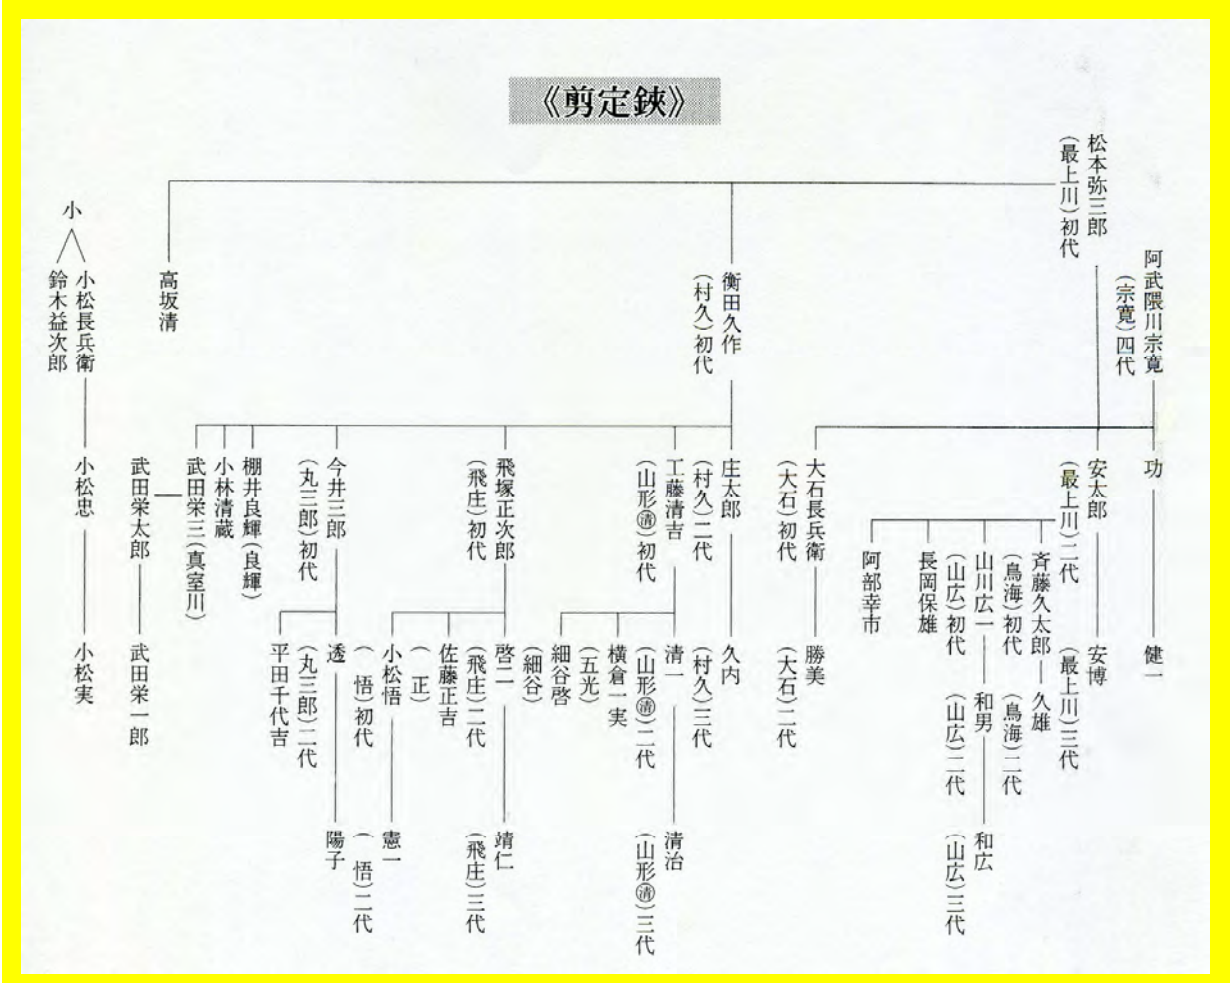 《剪定鋏》
松本弥三郎
(最上川)初代
阿武隈川宗寛
(宗寛)四代
功
健一
安太郎
(最上川)二代
安博
(最上川)三代
斉藤久太郎
(鳥海)初代
久雄
(鳥海)二代
山川広一
(山広)初代
和男
(山広)二代
和広
(山広)三代
長岡保雄
阿部幸市
大石長兵衛
(大石)初代
勝美
(大石)二代
衡田久作
(村久)初代
庄太郎
(村久)二代
久内
(村久)三代
工藤清吉
(山形㊊)初代
清一
(山形㊊)二代
清治
(山形㊊)三代
横倉一実
(五光)
細谷啓
(細谷)
飛塚正次郎
(飛庄)初代
啓二
(飛庄)二代
靖仁
(飛庄)三代
佐藤正吉
( 正)
小松悟
( 悟)初代
憲一
( 悟)二代
今井三郎
(丸三郎)初代
透
(丸三郎)二代
陽子
平田千代吉
棚井良輝(良輝)
小林清蔵
武田栄三(真室川)
武田栄太郎
武田栄一郎
高坂清
小
小松長兵衛
鈴木益次郎
小松忠
小松実